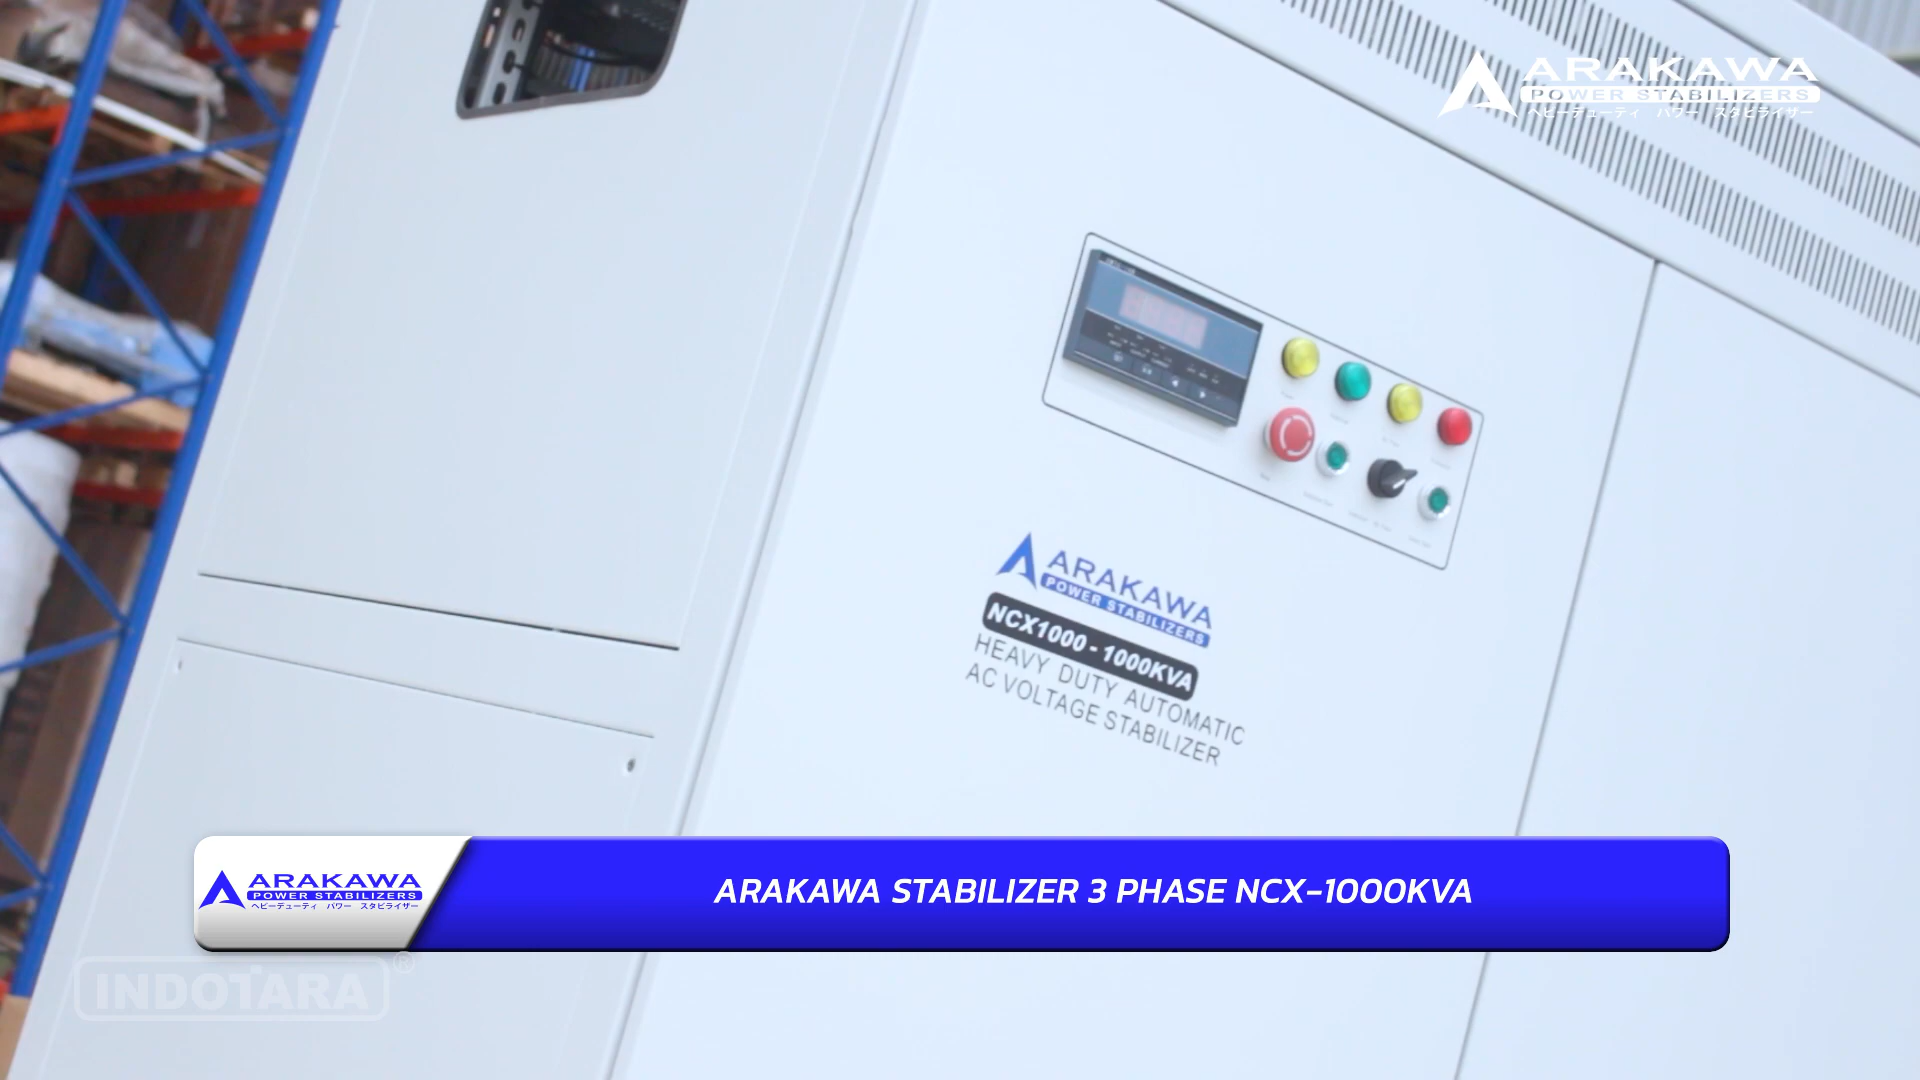 ARAKAWA
POWER STABILIZERS
ヘビーデューティ パワー スタビライザー
ARAKAWA
POWER STABILIZERS
NCX1000 - 1000KVA
HEAVY DUTY AUTOMATIC
AC VOLTAGE STABILIZER
ARAKAWA
POWER STABILIZERS
ヘビーデューティ パワー スタビライザー
ARAKAWA STABILIZER 3 PHASE NCX-1000KVA
INDOTARA®